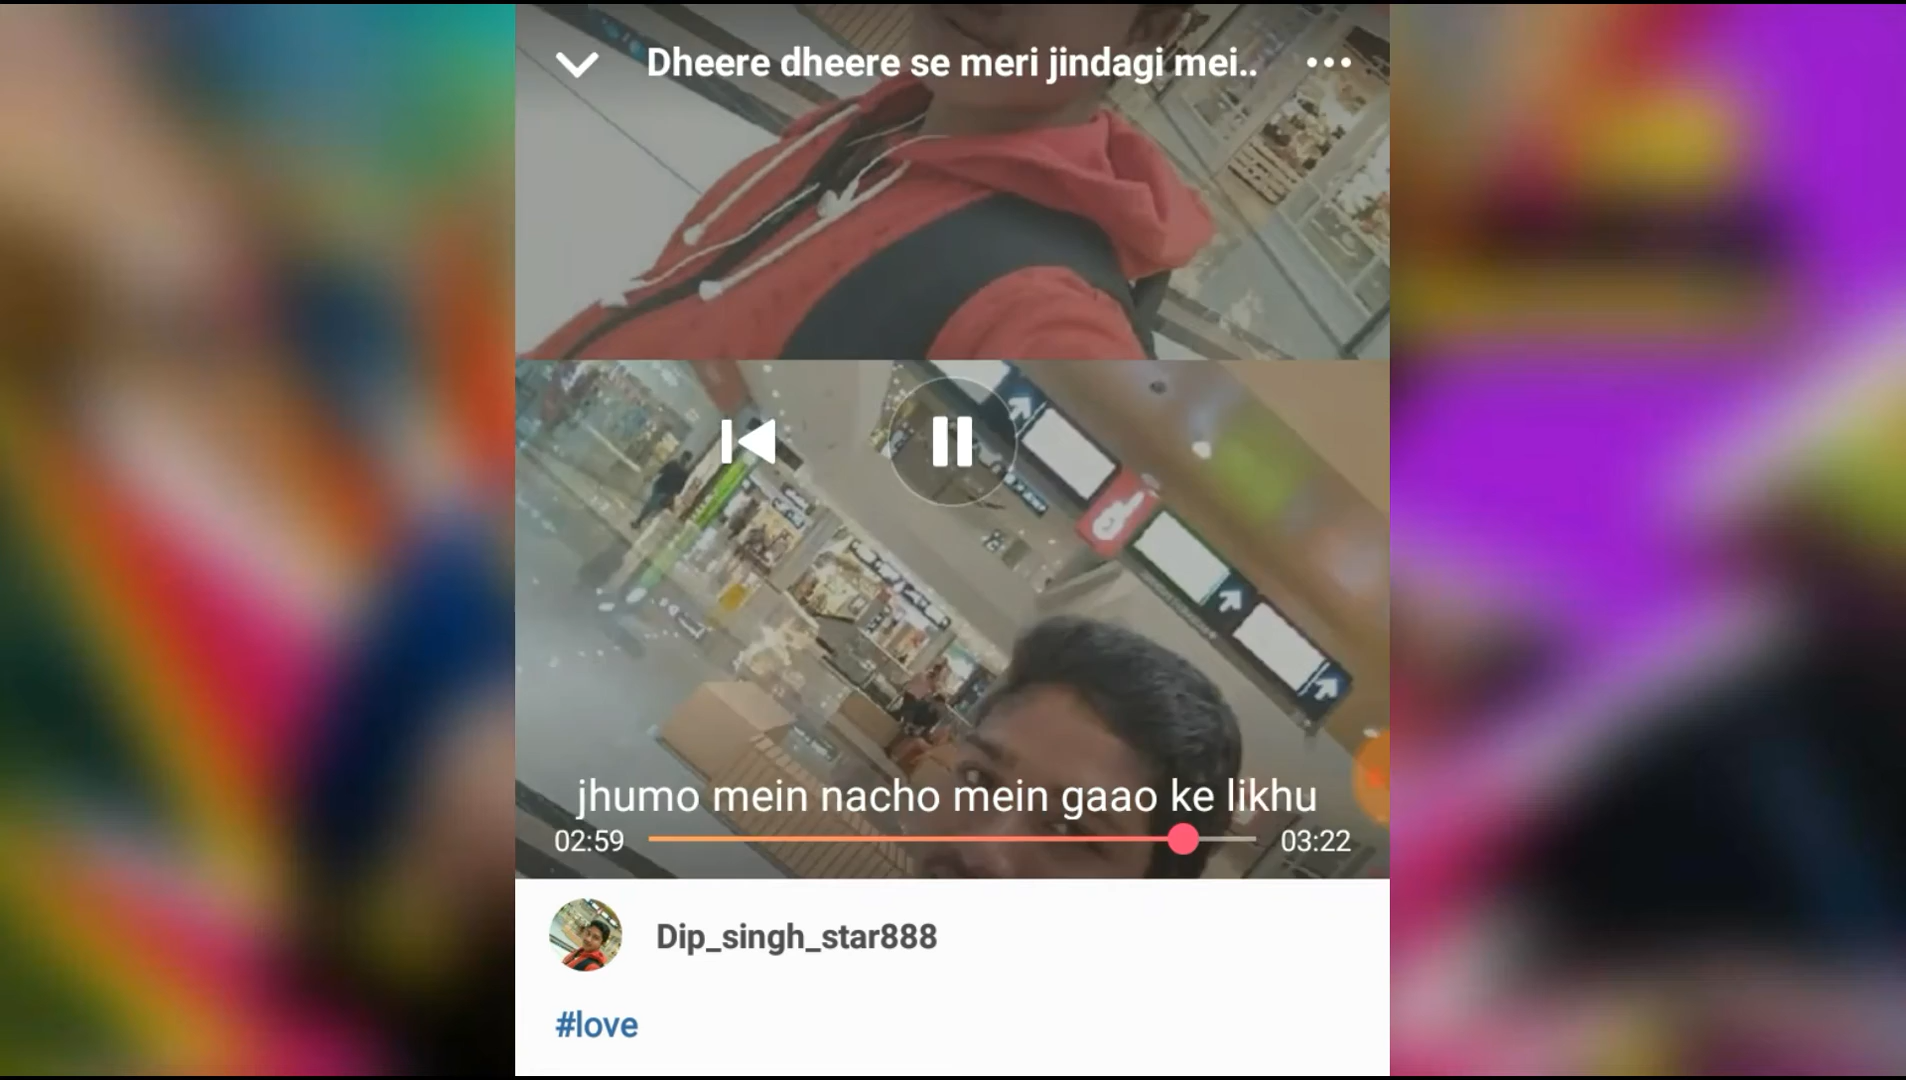 Dheere dheere se meri jindagi mei..
jhumo mein nacho mein gaao ke likhu
02:59
03:22
Dip_singh_star888
#love